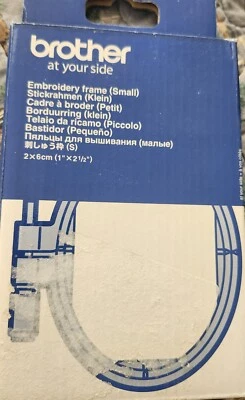 brother
at your side
Embroidery frame (Small)
Stickrahmen (Klein)
Cadre à broder (Petit)
Borduurring (klein)
Telaio da ricamo (Piccolo)
Bastidor (Pequeño)
Пяльцы для вышивания (малые)
刺しゅう枠 (S)
2×6cm (1"×2 1/2")